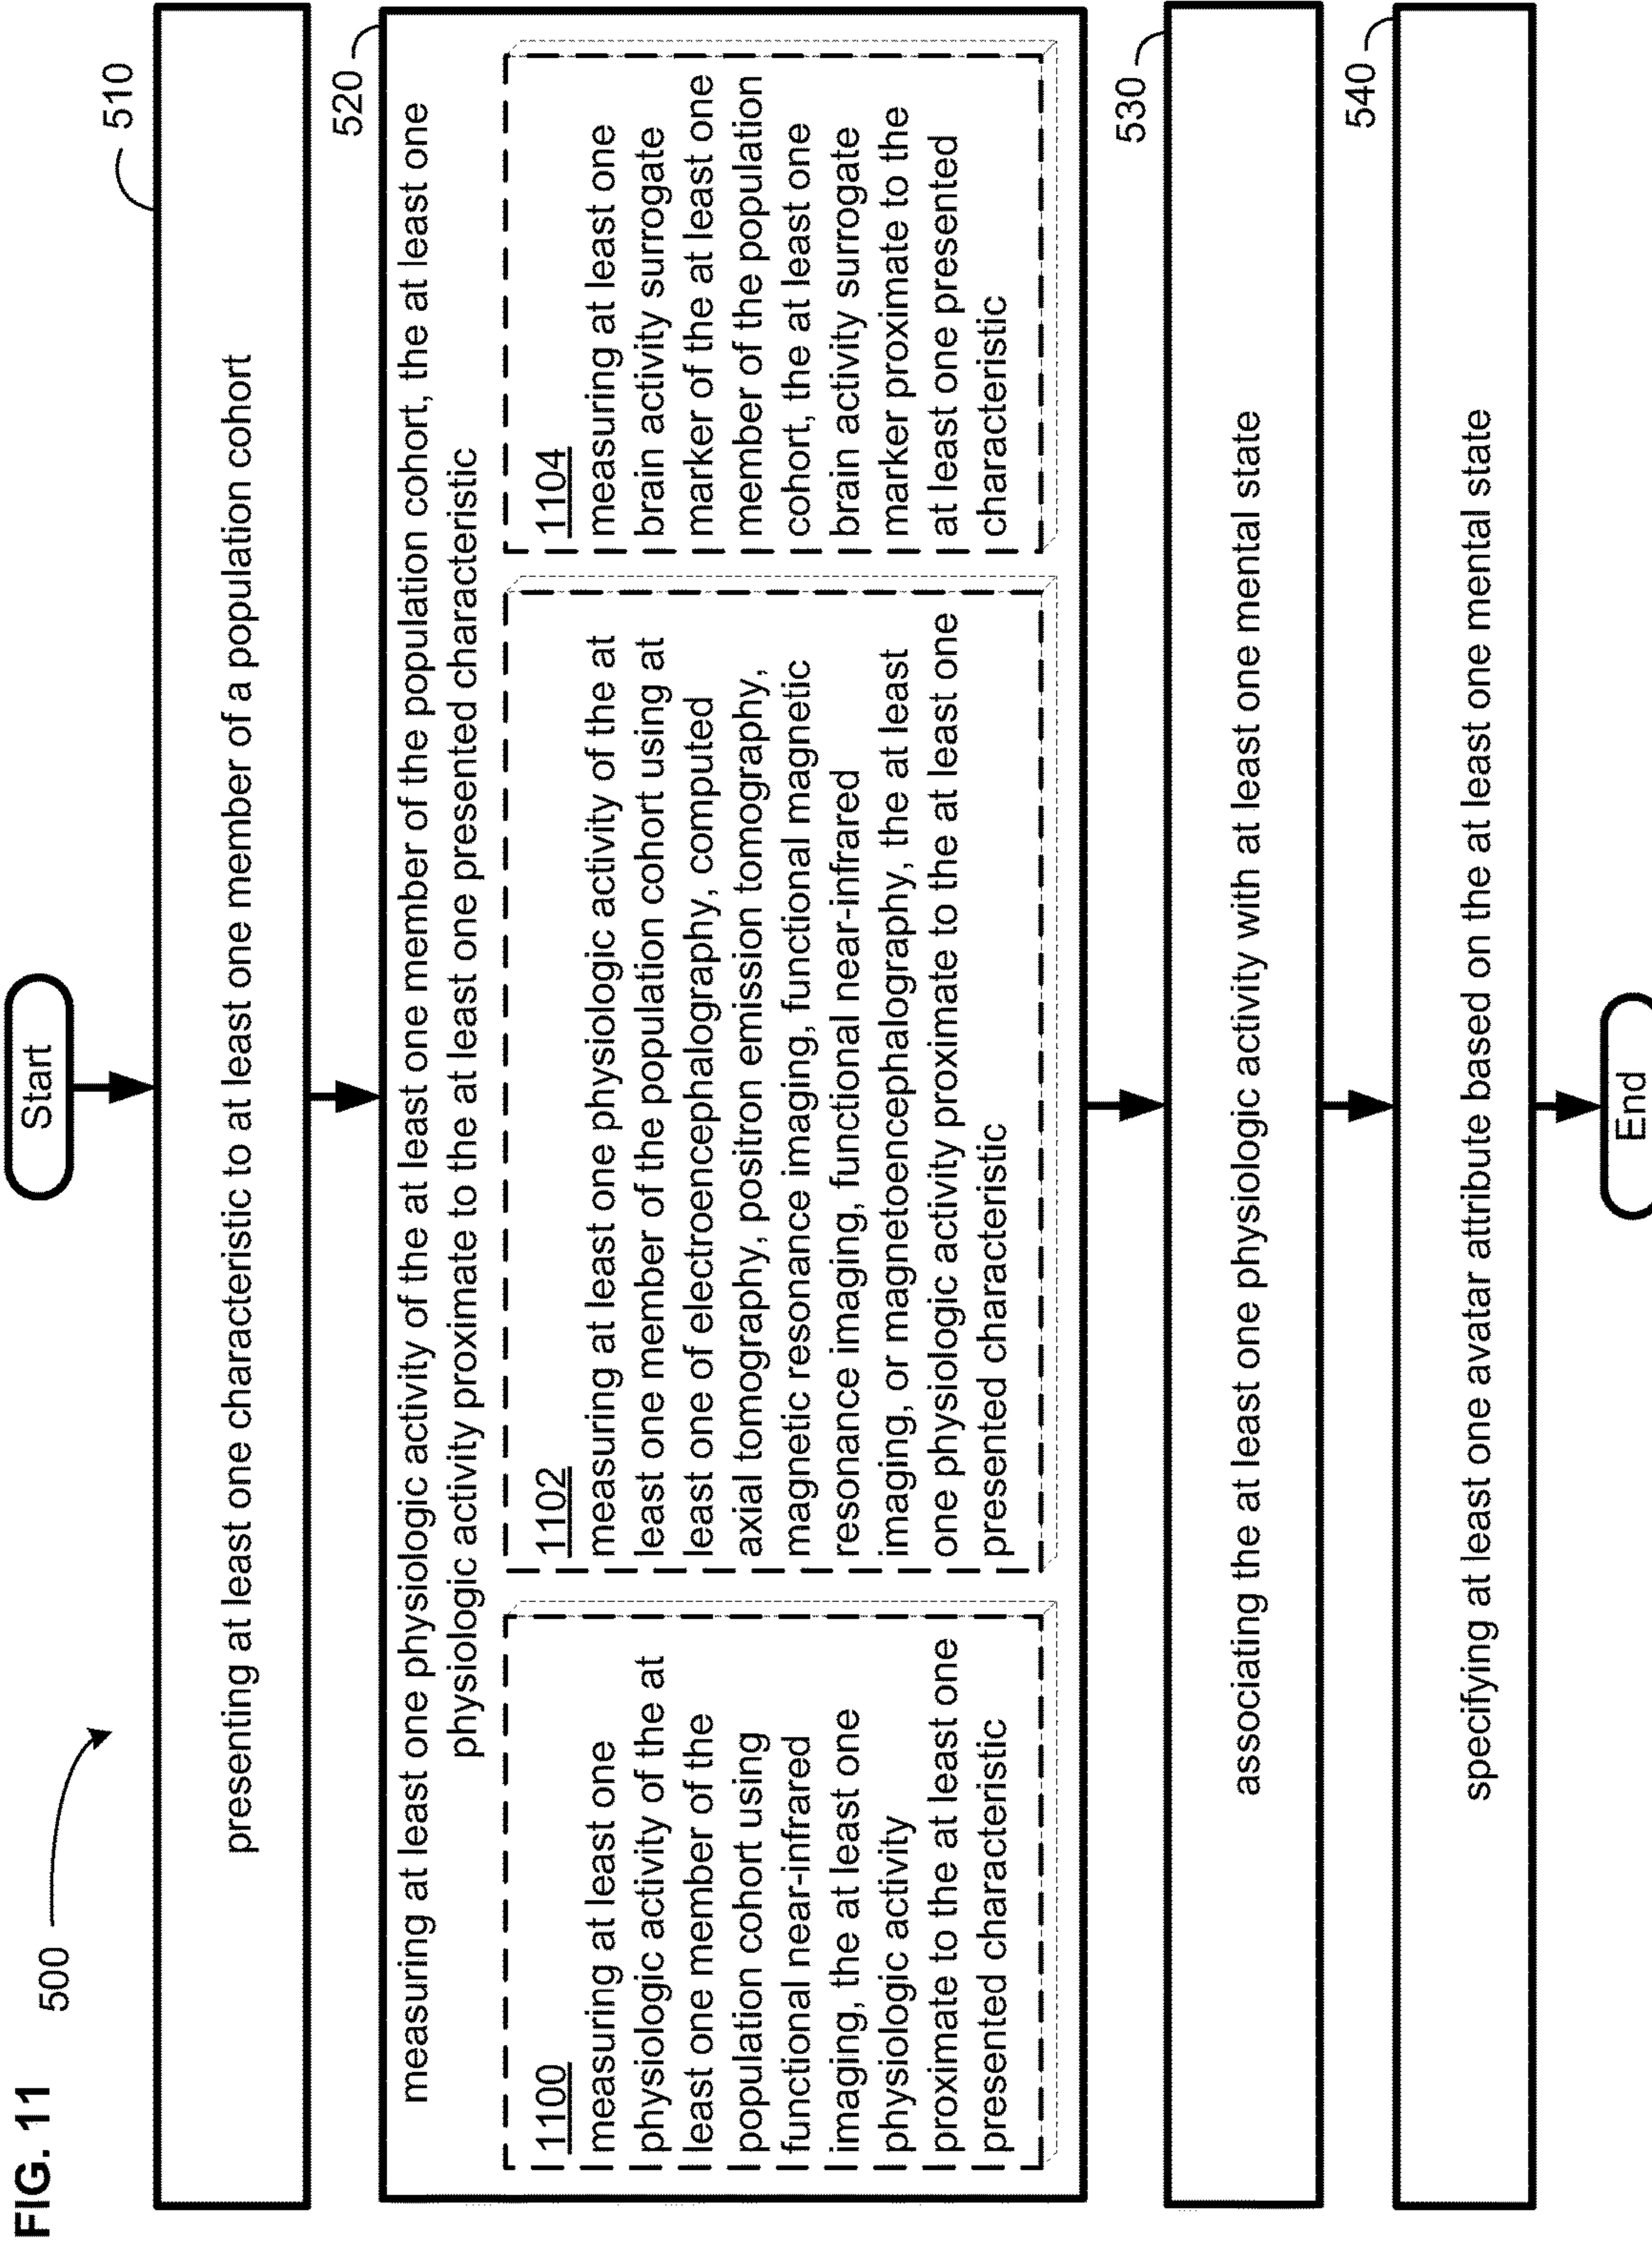 FIG. 11
500
Start
510
presenting at least one characteristic to at least one member of a population cohort
520
measuring at least one physiologic activity of the at least one member of the population cohort, the at least one
physiologic activity proximate to the at least one presented characteristic
1100
measuring at least one
physiologic activity of the at
least one member of the
population cohort using
functional near-infrared
imaging, the at least one
physiologic activity
proximate to the at least one
presented characteristic
1102
measuring at least one physiologic activity of the at
least one member of the population cohort using at
least one of electroencephalography, computed
axial tomography, positron emission tomography,
magnetic resonance imaging, functional magnetic
resonance imaging, functional near-infrared
imaging, or magnetoencephalography, the at least
one physiologic activity proximate to the at least one
presented characteristic
1104
measuring at least one
brain activity surrogate
marker of the at least one
member of the population
cohort, the at least one
brain activity surrogate
marker proximate to the
at least one presented
characteristic
530
associating the at least one physiologic activity with at least one mental state
540
specifying at least one avatar attribute based on the at least one mental state
End